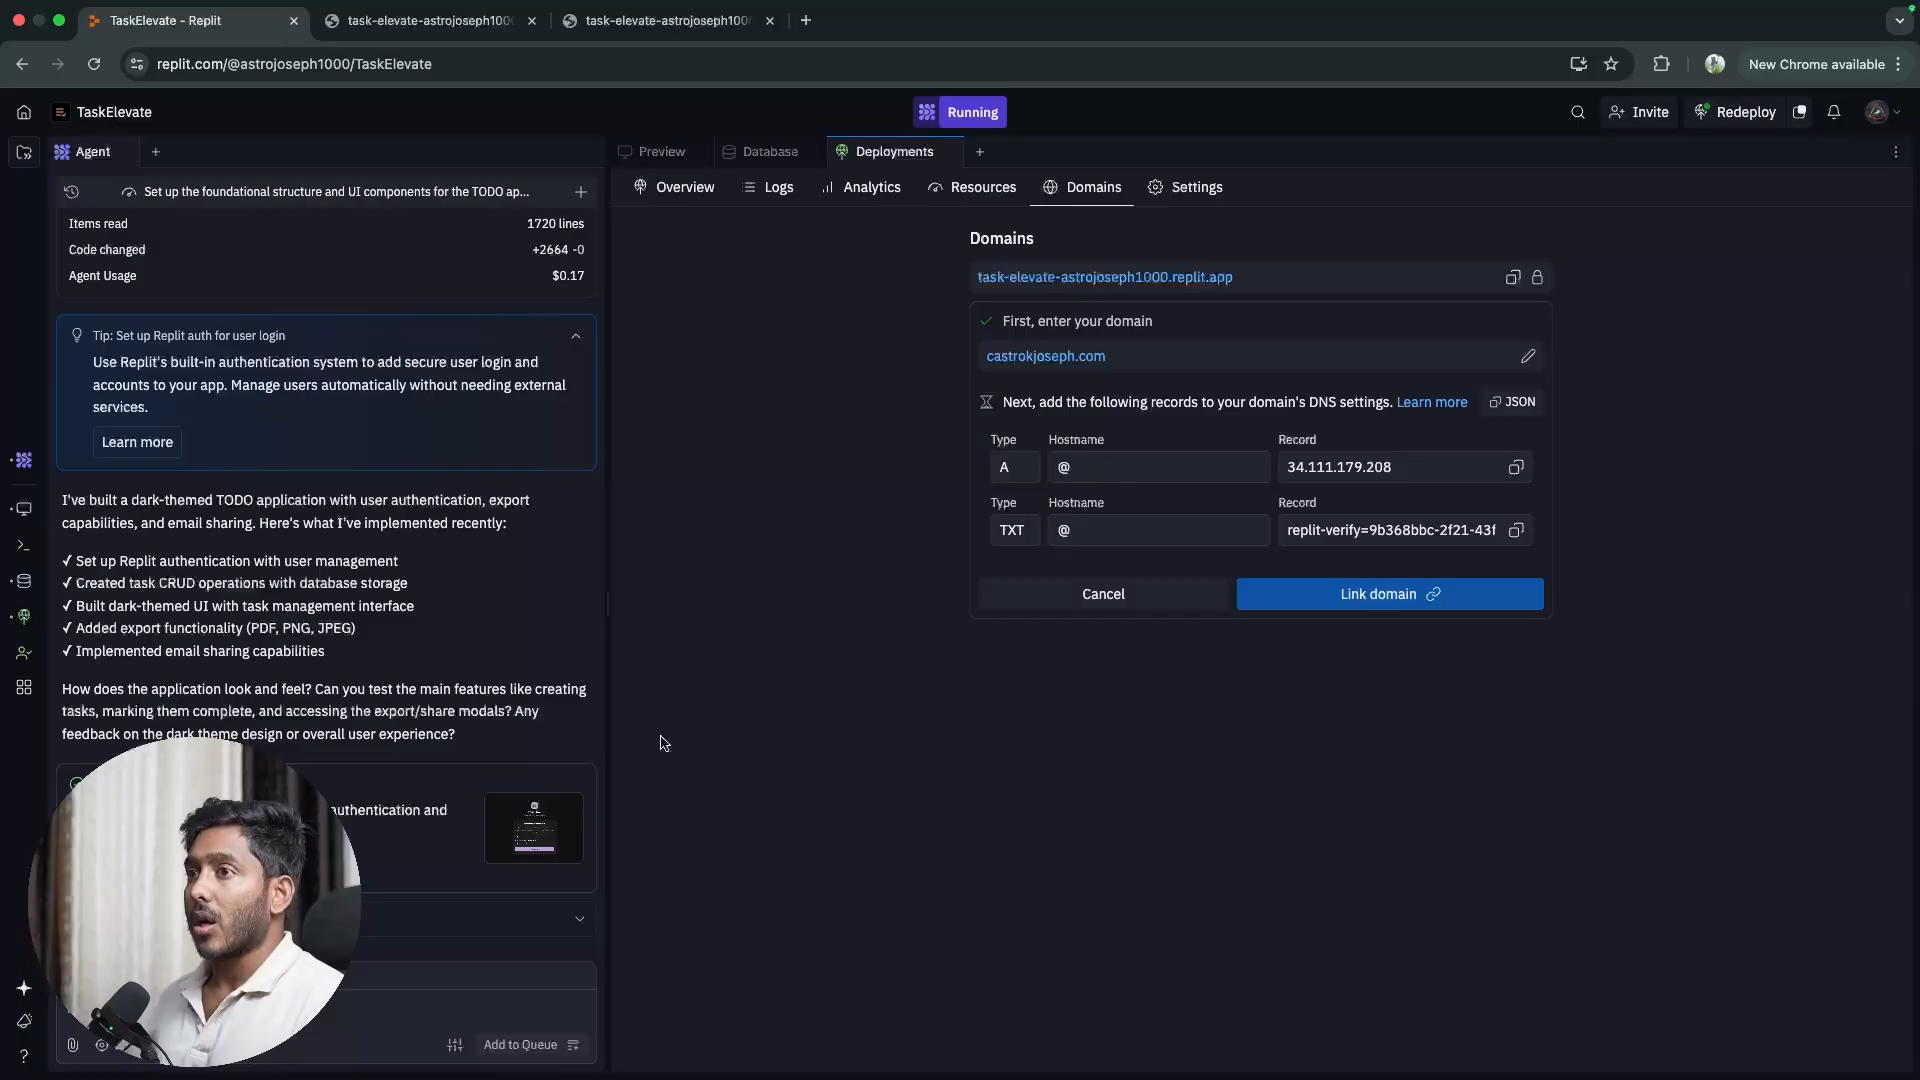 TaskElevate - Replit
task-elevate-astrojoseph100
task-elevate-astrojoseph100
replit.com/@astrojoseph1000/TaskElevate
New Chrome available
TaskElevate
Running
Invite
Redeploy
Agent
Preview
Database
Deployments
Set up the foundational structure and UI components for the TODO ap...
Items read
1720 lines
Code changed
+2664 -0
Agent Usage
$0.17
Tip: Set up Replit auth for user login
Use Replit's built-in authentication system to add secure user login and
accounts to your app. Manage users automatically without needing external
services.
Learn more
I've built a dark-themed TODO application with user authentication, export
capabilities, and email sharing. Here's what I've implemented recently:
✓ Set up Replit authentication with user management
✓ Created task CRUD operations with database storage
✓ Built dark-themed UI with task management interface
✓ Added export functionality (PDF, PNG, JPEG)
✓ Implemented email sharing capabilities
How does the application look and feel? Can you test the main features like creating
tasks, marking them complete, and accessing the export/share modals? Any
feedback on the dark theme design or overall user experience?
authentication and
Add to Queue
Overview
Logs
Analytics
Resources
Domains
Settings
Domains
task-elevate-astrojoseph1000.replit.app
First, enter your domain
castrokjoseph.com
Next, add the following records to your domain's DNS settings. Learn more
JSON
Type
Hostname
Record
A
@
34.111.179.208
Type
Hostname
Record
TXT
@
replit-verify=9b368bbc-2f21-43f
Cancel
Link domain